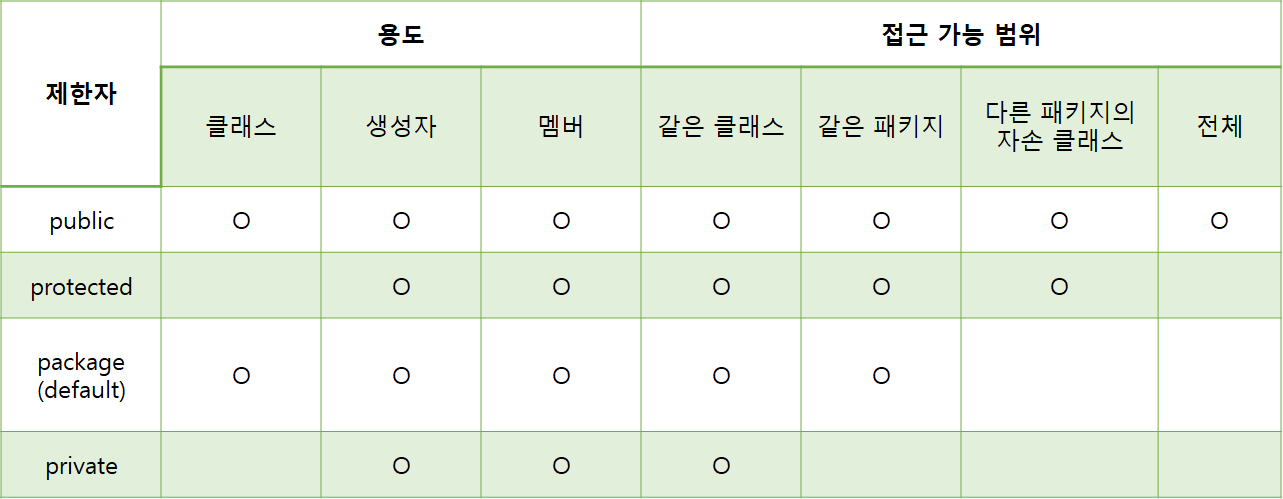 제한자 용도 접근 가능 범위
클래스 생성자 멤버 같은 클래스 같은 패키지 다른 패키지의
자손 클래스 전체
public O O O O O O O
protected O O O O O
package
(default) O O O O O
private O O O